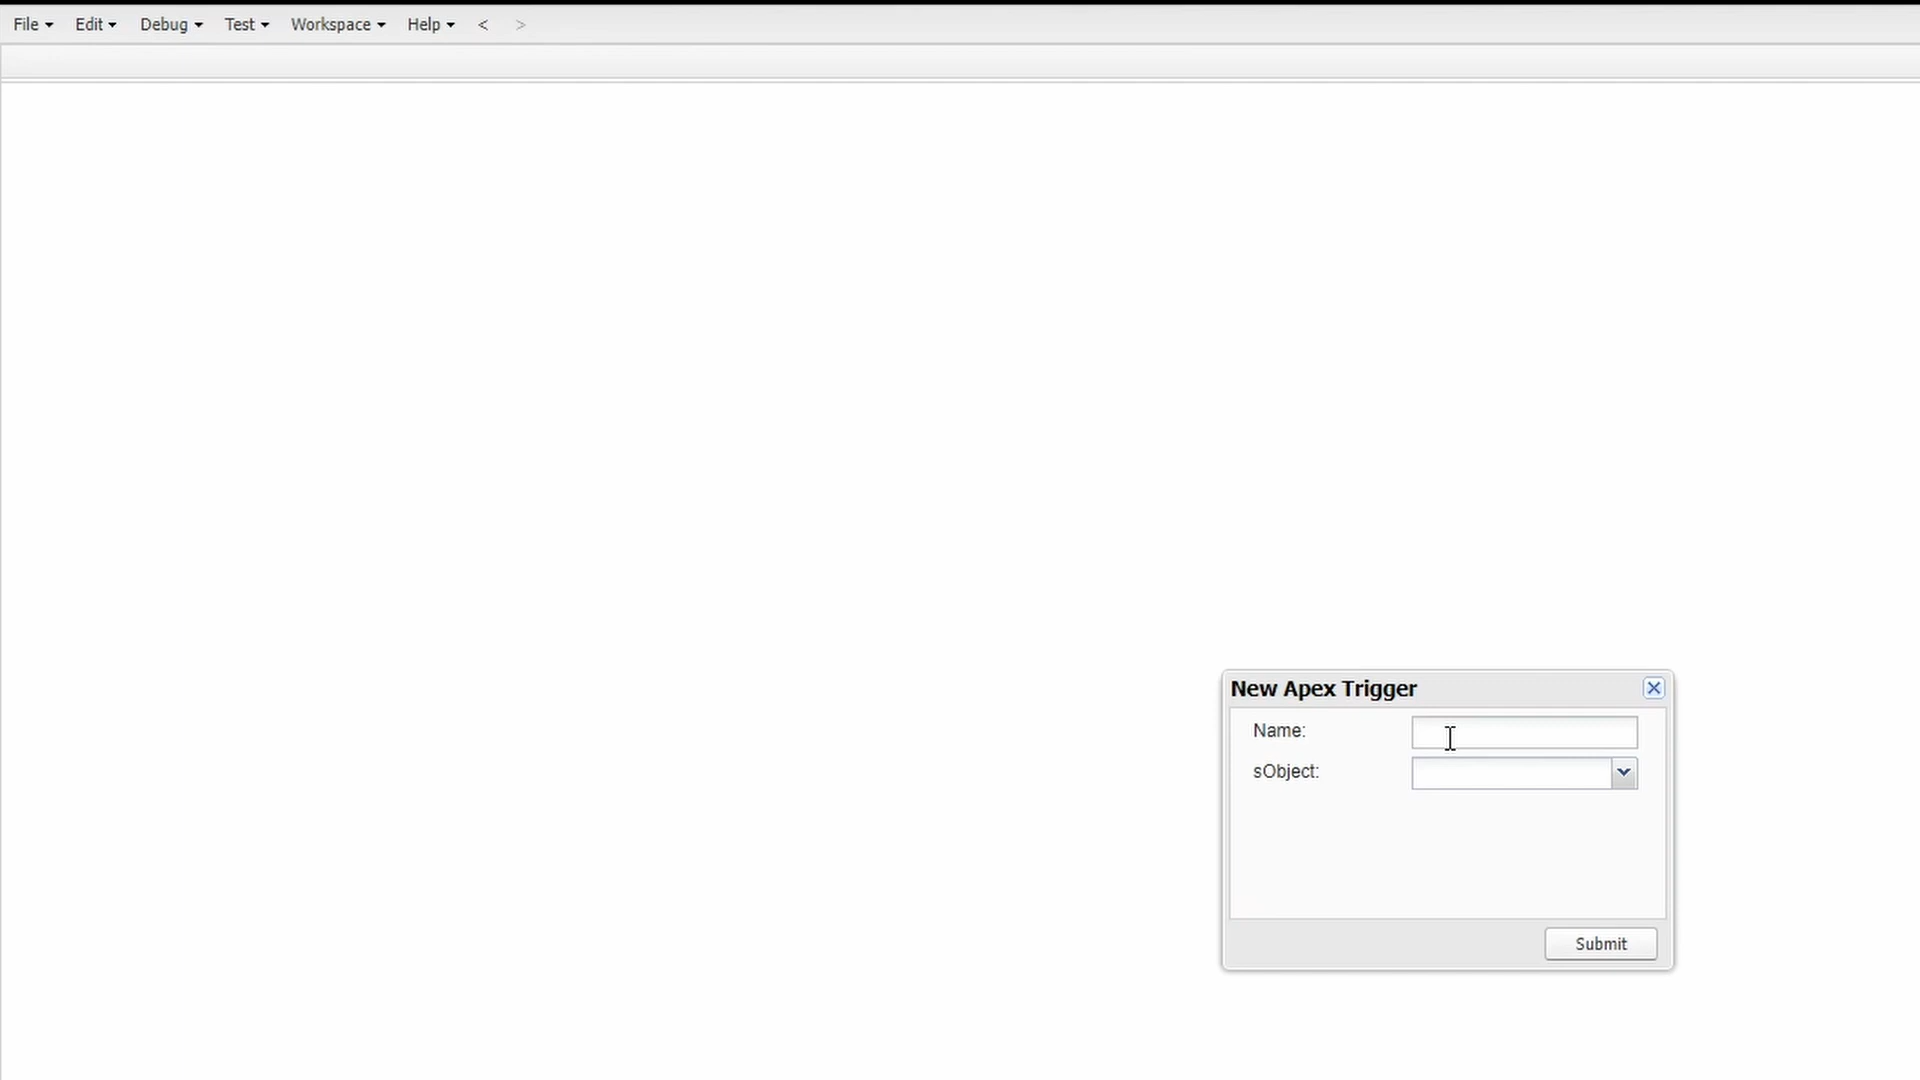 File Edit Debug Test Workspace Help < >
New Apex Trigger
Name:
sObject:
Submit